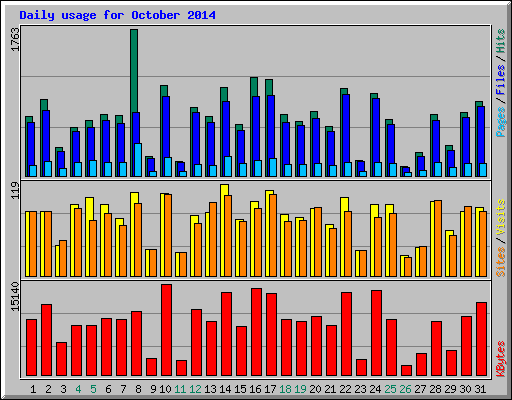 Daily usage for October 2014
1763
Pages / Files / Hits
119
Sites / Visits
15140
KBytes
1 2 3 4 5 6 7 8 9 10 11 12 13 14 15 16 17 18 19 20 21 22 23 24 25 26 27 28 29 30 31